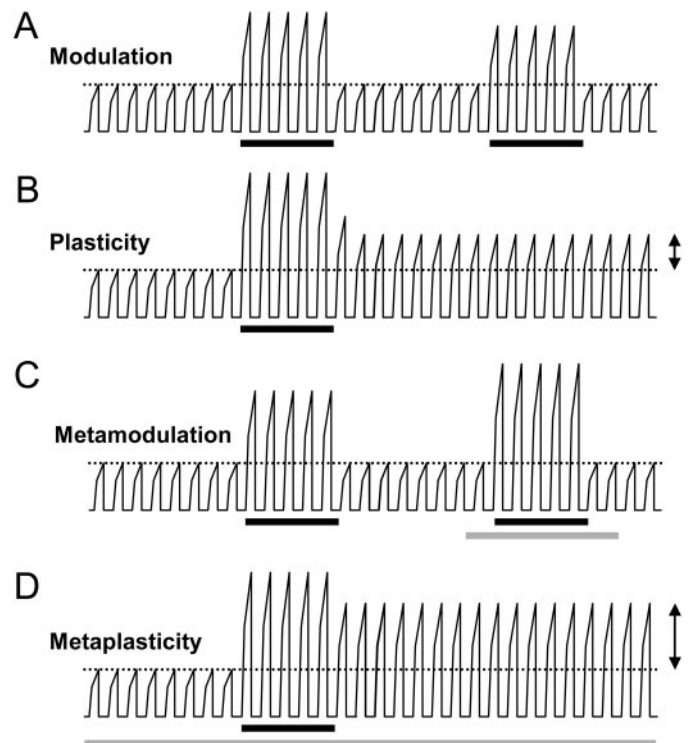 A
Modulation
B
Plasticity
C
Metamodulation
D
Metaplasticity